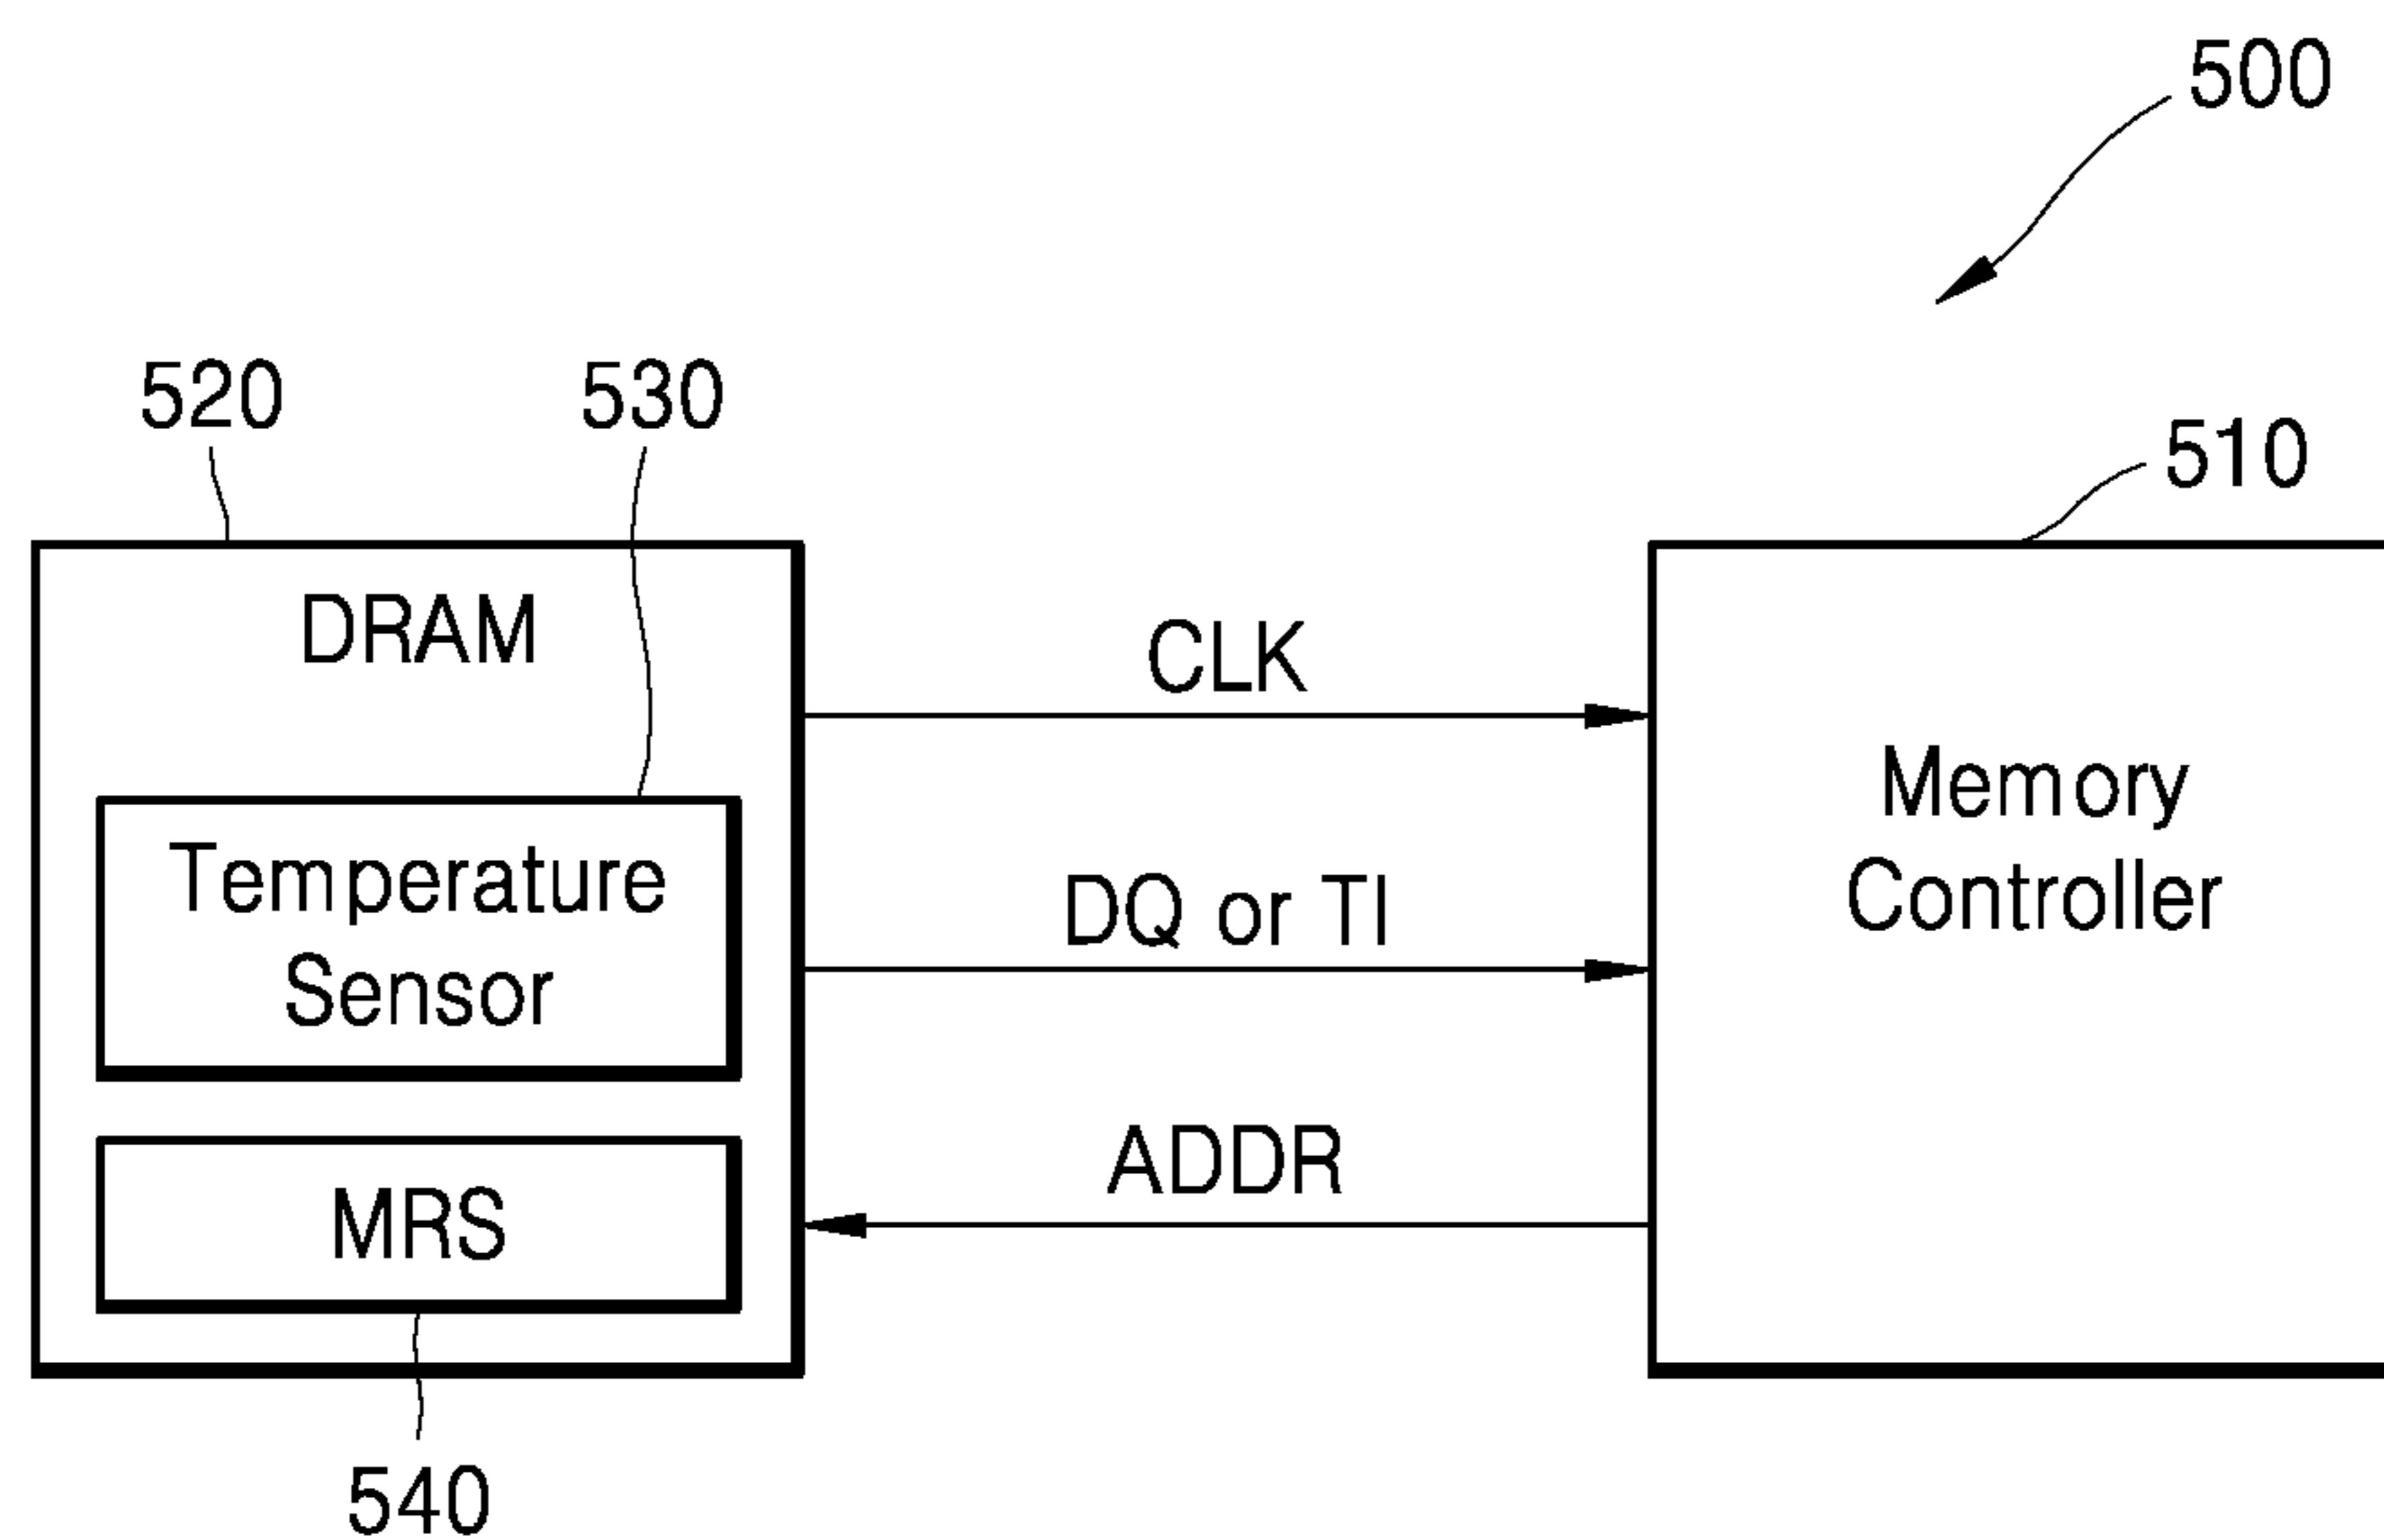 500
520
530
510
DRAM
CLK
Memory
Controller
Temperature
Sensor
DQ or TI
ADDR
MRS
540